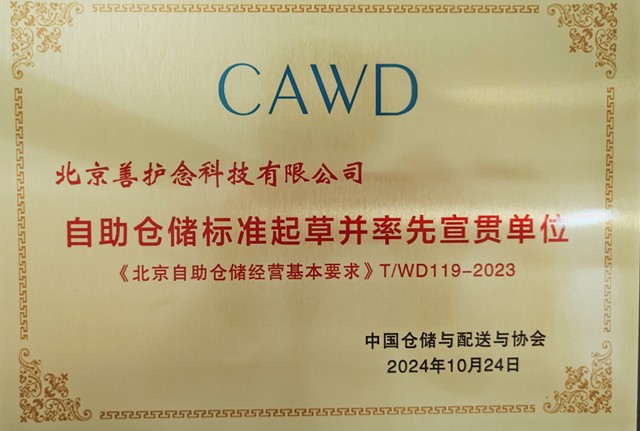 CAWD
北京善护念科技有限公司
自助仓储标准起草并率先宣贯单位
《北京自助仓储经营基本要求》T/WD119-2023
中国仓储与配送与协会
2024年10月24日